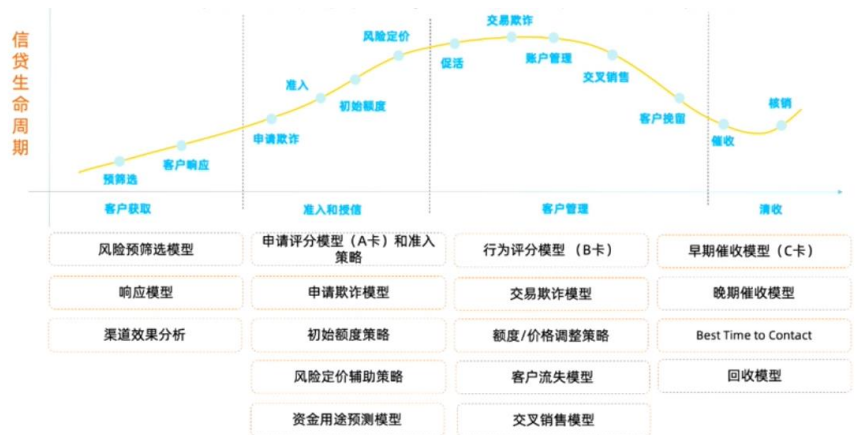 信贷生命周期
交易欺诈
风险定价
促活
账户管理
准入
初始额度
交叉销售
申请欺诈
客户挽留
核销
催收
客户响应
预筛选
客户获取
准入和授信
客户管理
清收
风险预筛选模型
申请评分模型（A卡）和准入
策略
行为评分模型（B卡）
早期催收模型（C卡）
响应模型
申请欺诈模型
交易欺诈模型
晚期催收模型
渠道效果分析
初始额度策略
额度/价格调整策略
Best Time to Contact
风险定价辅助策略
客户流失模型
回收模型
资金用途预测模型
交叉销售模型